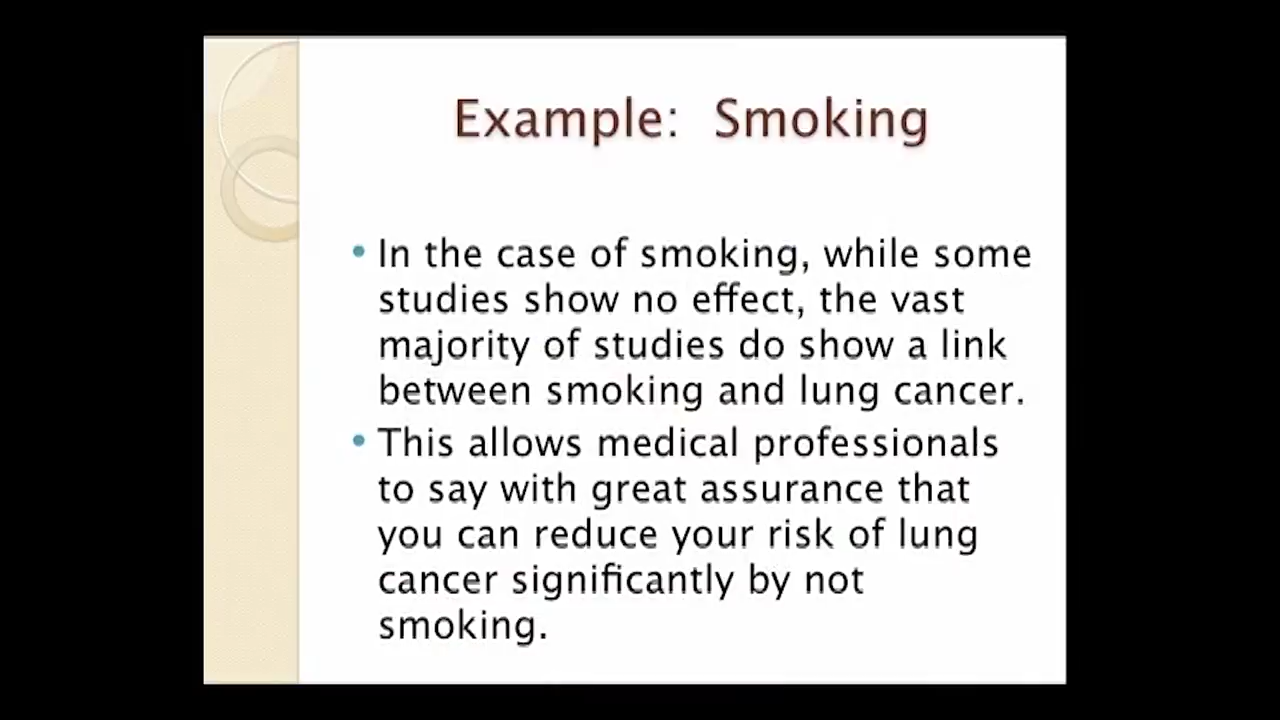 Example: Smoking
• In the case of smoking, while some
studies show no effect, the vast
majority of studies do show a link
between smoking and lung cancer.
• This allows medical professionals
to say with great assurance that
you can reduce your risk of lung
cancer significantly by not
smoking.